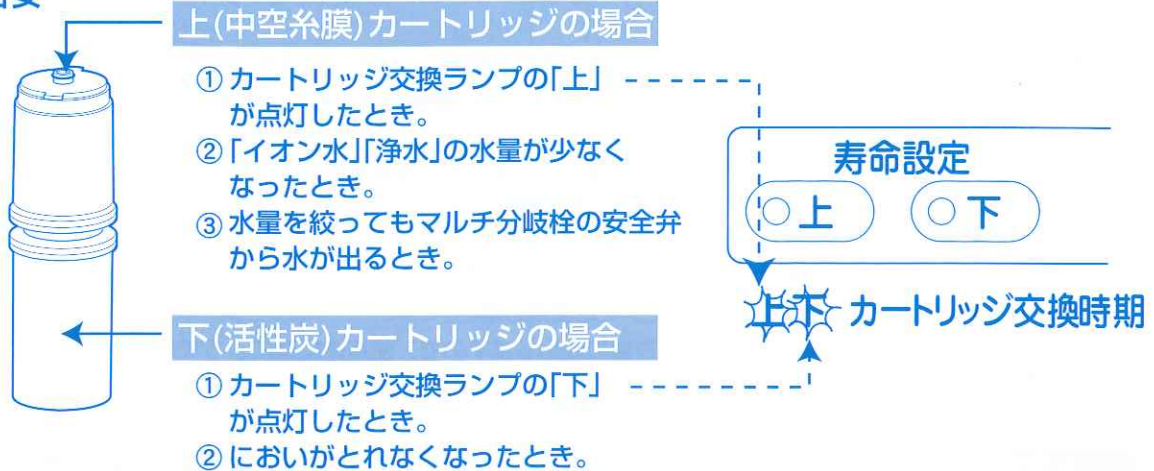 上(中空糸膜)カートリッジの場合
① カートリッジ交換ランプの「上」
が点灯したとき。
②「イオン水」「浄水」の水量が少なく
なったとき。
③ 水量を絞ってもマルチ分岐栓の安全弁
から水が出るとき。
寿命設定
上
下
上 下 カートリッジ交換時期
下(活性炭)カートリッジの場合
① カートリッジ交換ランプの「下」
が点灯したとき。
② においがとれなくなったとき。